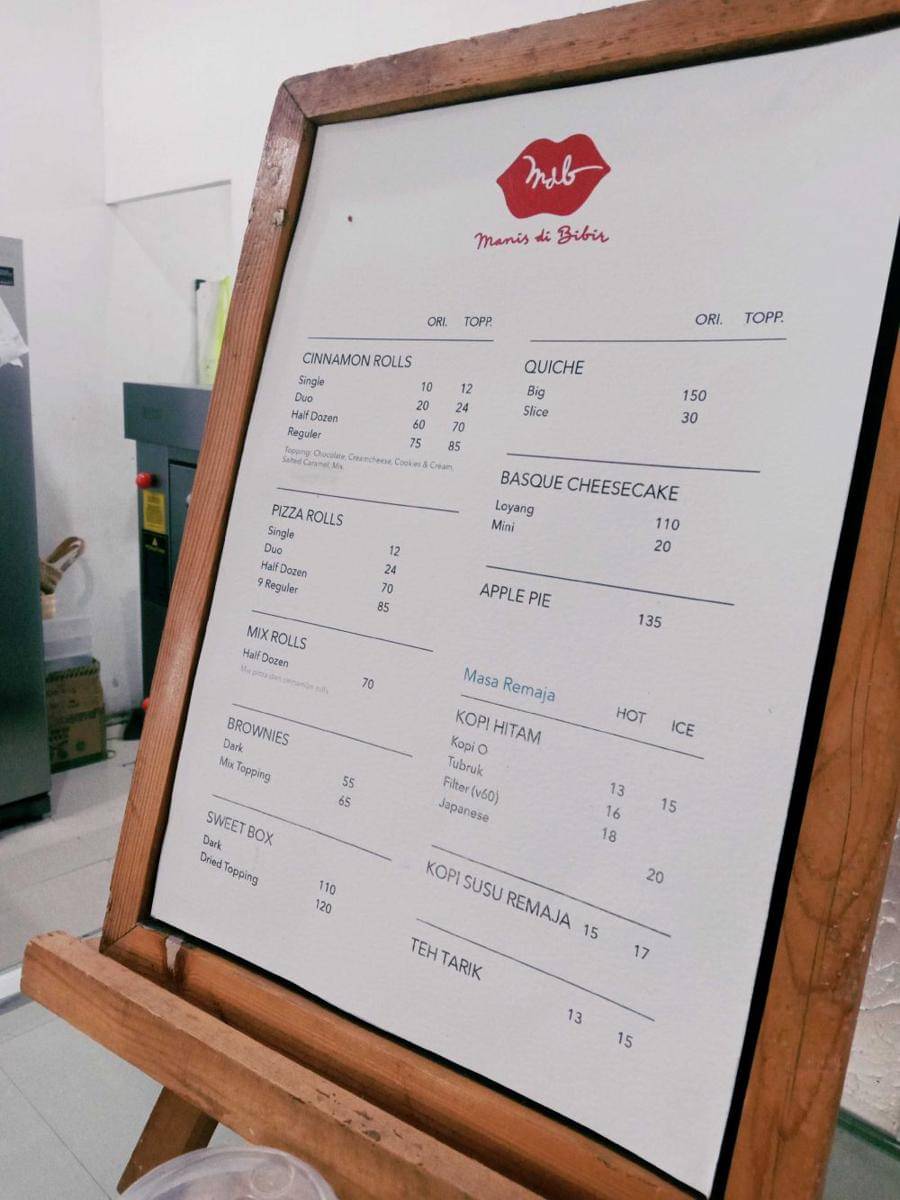 mdb
Manis di Bibir
ORI. TOPP.
CINNAMON ROLLS
Single 10 12
Duo 20 24
Half Dozen 60 70
Reguler 75 85
Topping: Chocolate, Creamcheese, Cookies & Cream,
Salted Caramel, Mix.
PIZZA ROLLS
Single 12
Duo 24
Half Dozen 70
9 Reguler 85
MIX ROLLS
Half Dozen 70
Mix pizza dan cinnamon rolls
BROWNIES
Dark 55
Mix Topping 65
SWEET BOX
Dark 110
Dried Topping 120
ORI. TOPP.
QUICHE
Big 150
Slice 30
BASQUE CHEESECAKE
Loyang 110
Mini 20
APPLE PIE 135
Masa Remaja
HOT ICE
KOPI HITAM
Kopi O 13 15
Tubruk 16
Filter (v60) 18
Japanese 20
KOPI SUSU REMAJA 15 17
TEH TARIK 13 15